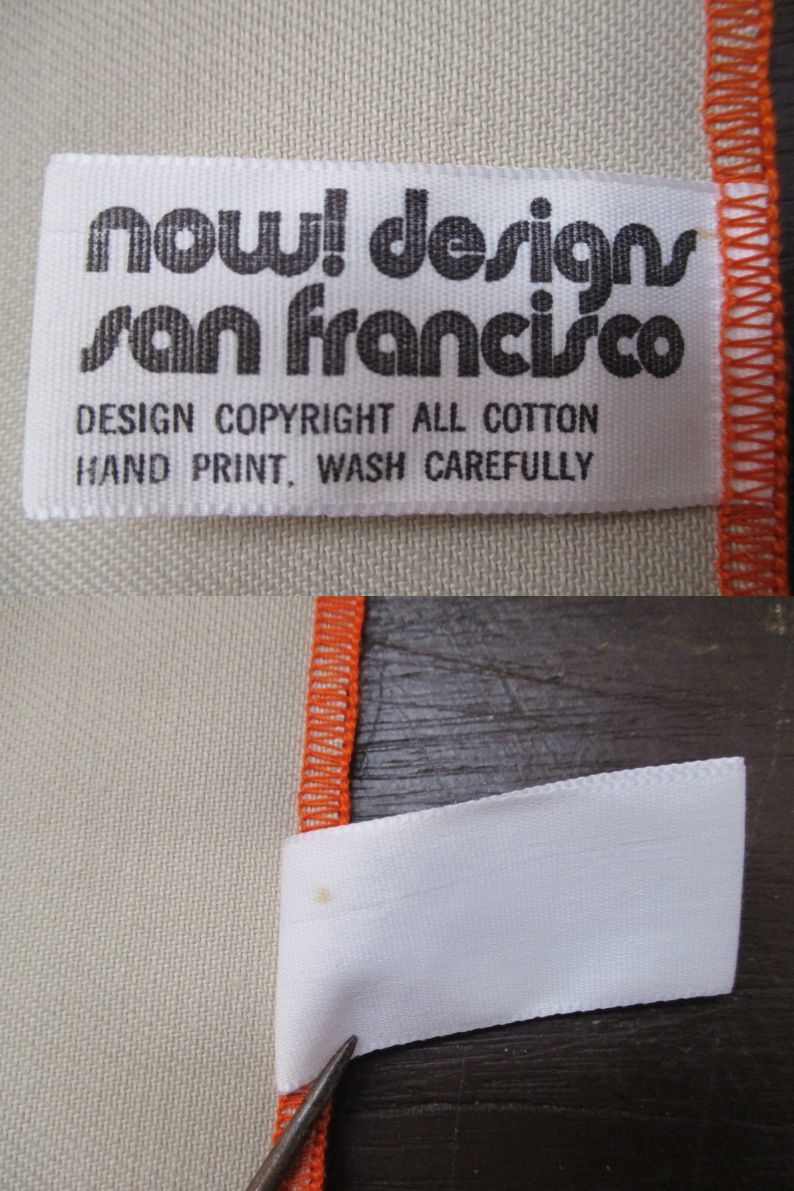 now! designs
san francisco
DESIGN COPYRIGHT ALL COTTON
HAND PRINT. WASH CAREFULLY